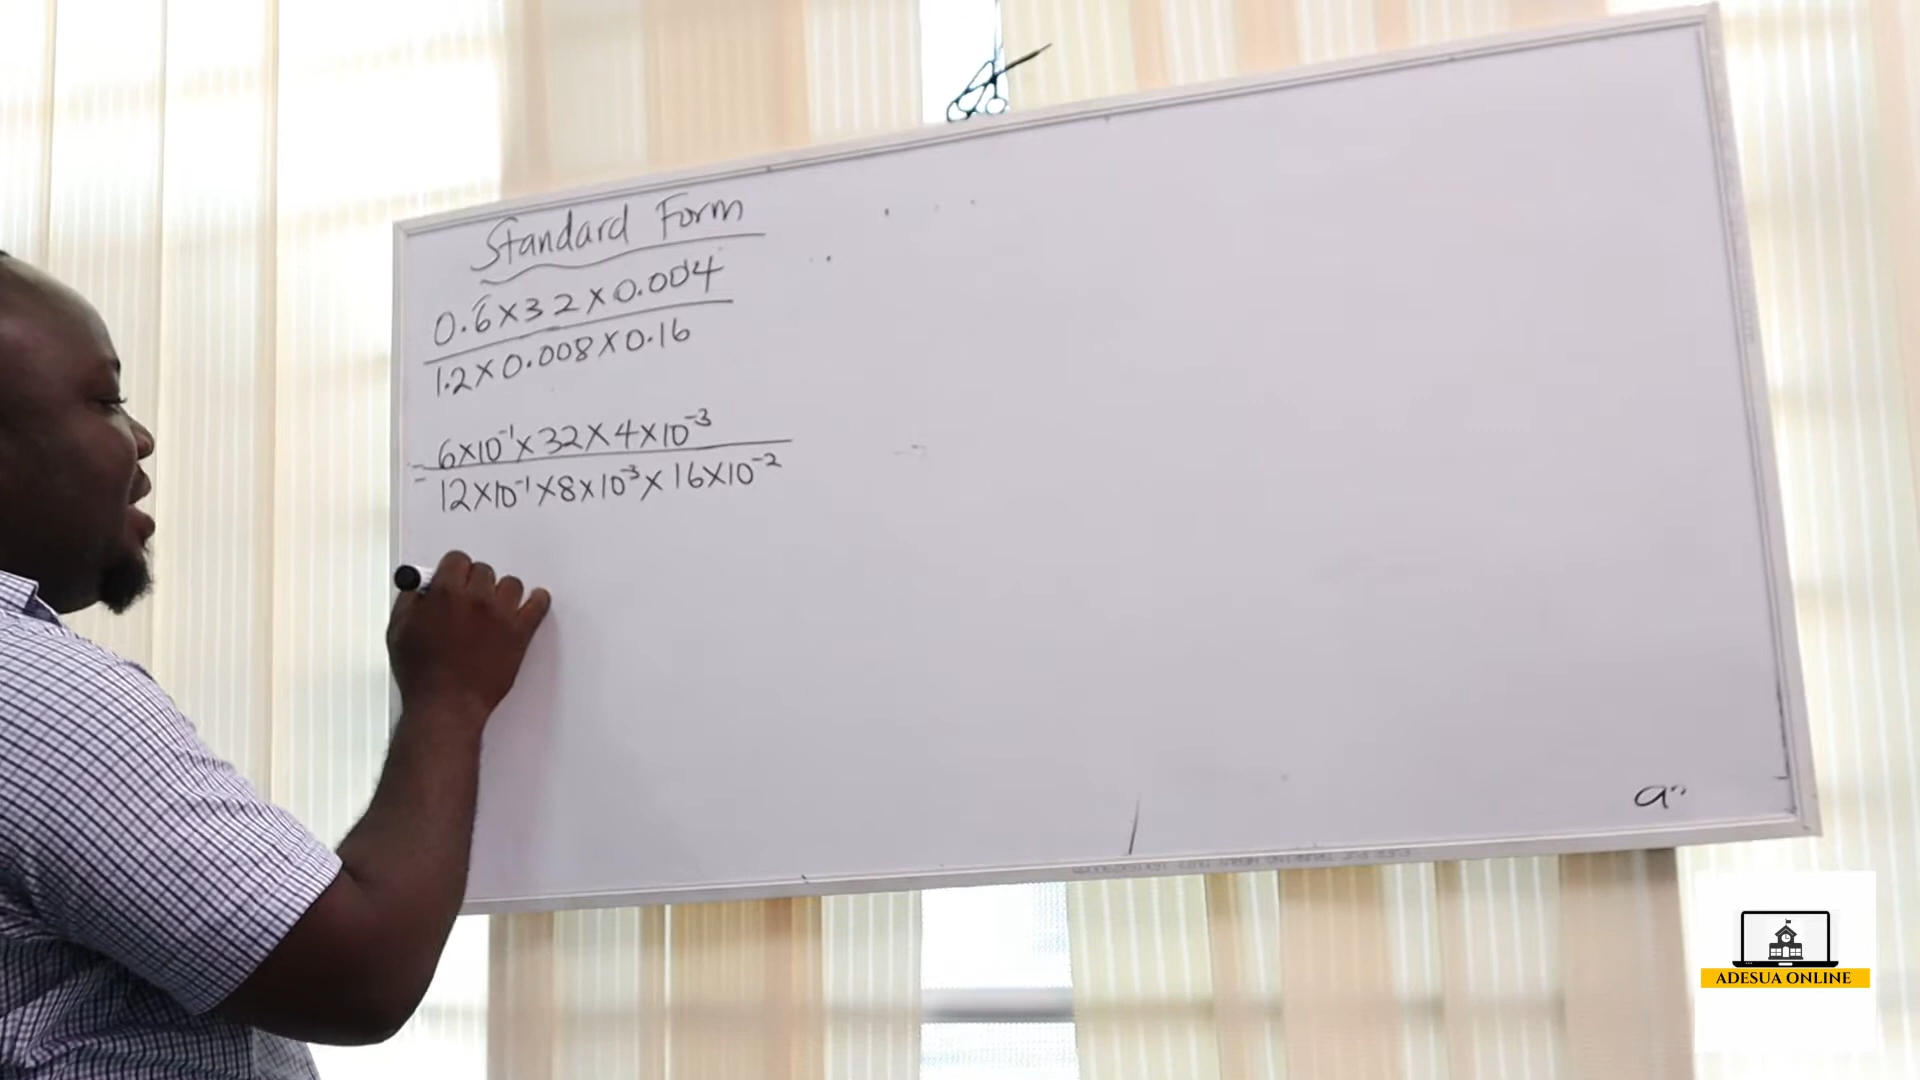 Standard Form
0.6×32×0.004
1.2×0.008×0.16
= 6×10⁻¹×32×4×10⁻³
12×10⁻¹×8×10⁻³×16×10⁻²
ADESUA ONLINE